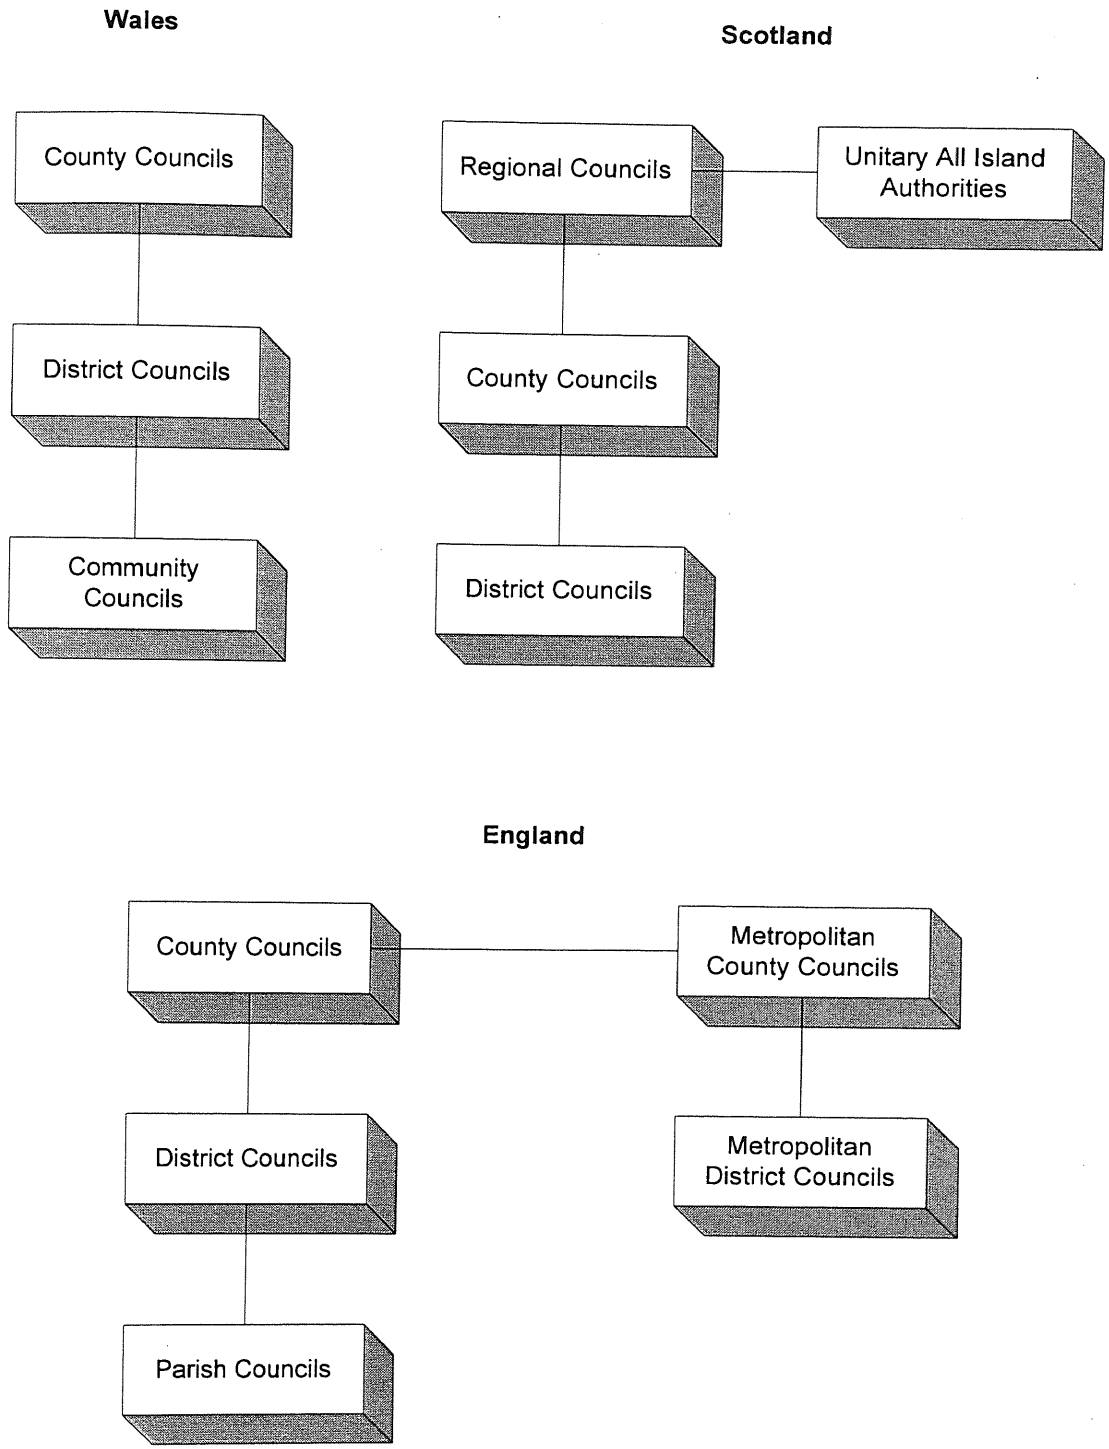 Wales
County Councils
District Councils
Community
Councils
Scotland
Regional Councils
Unitary All Island
Authorities
County Councils
District Councils
England
County Councils
Metropolitan
County Councils
District Councils
Metropolitan
District Councils
Parish Councils